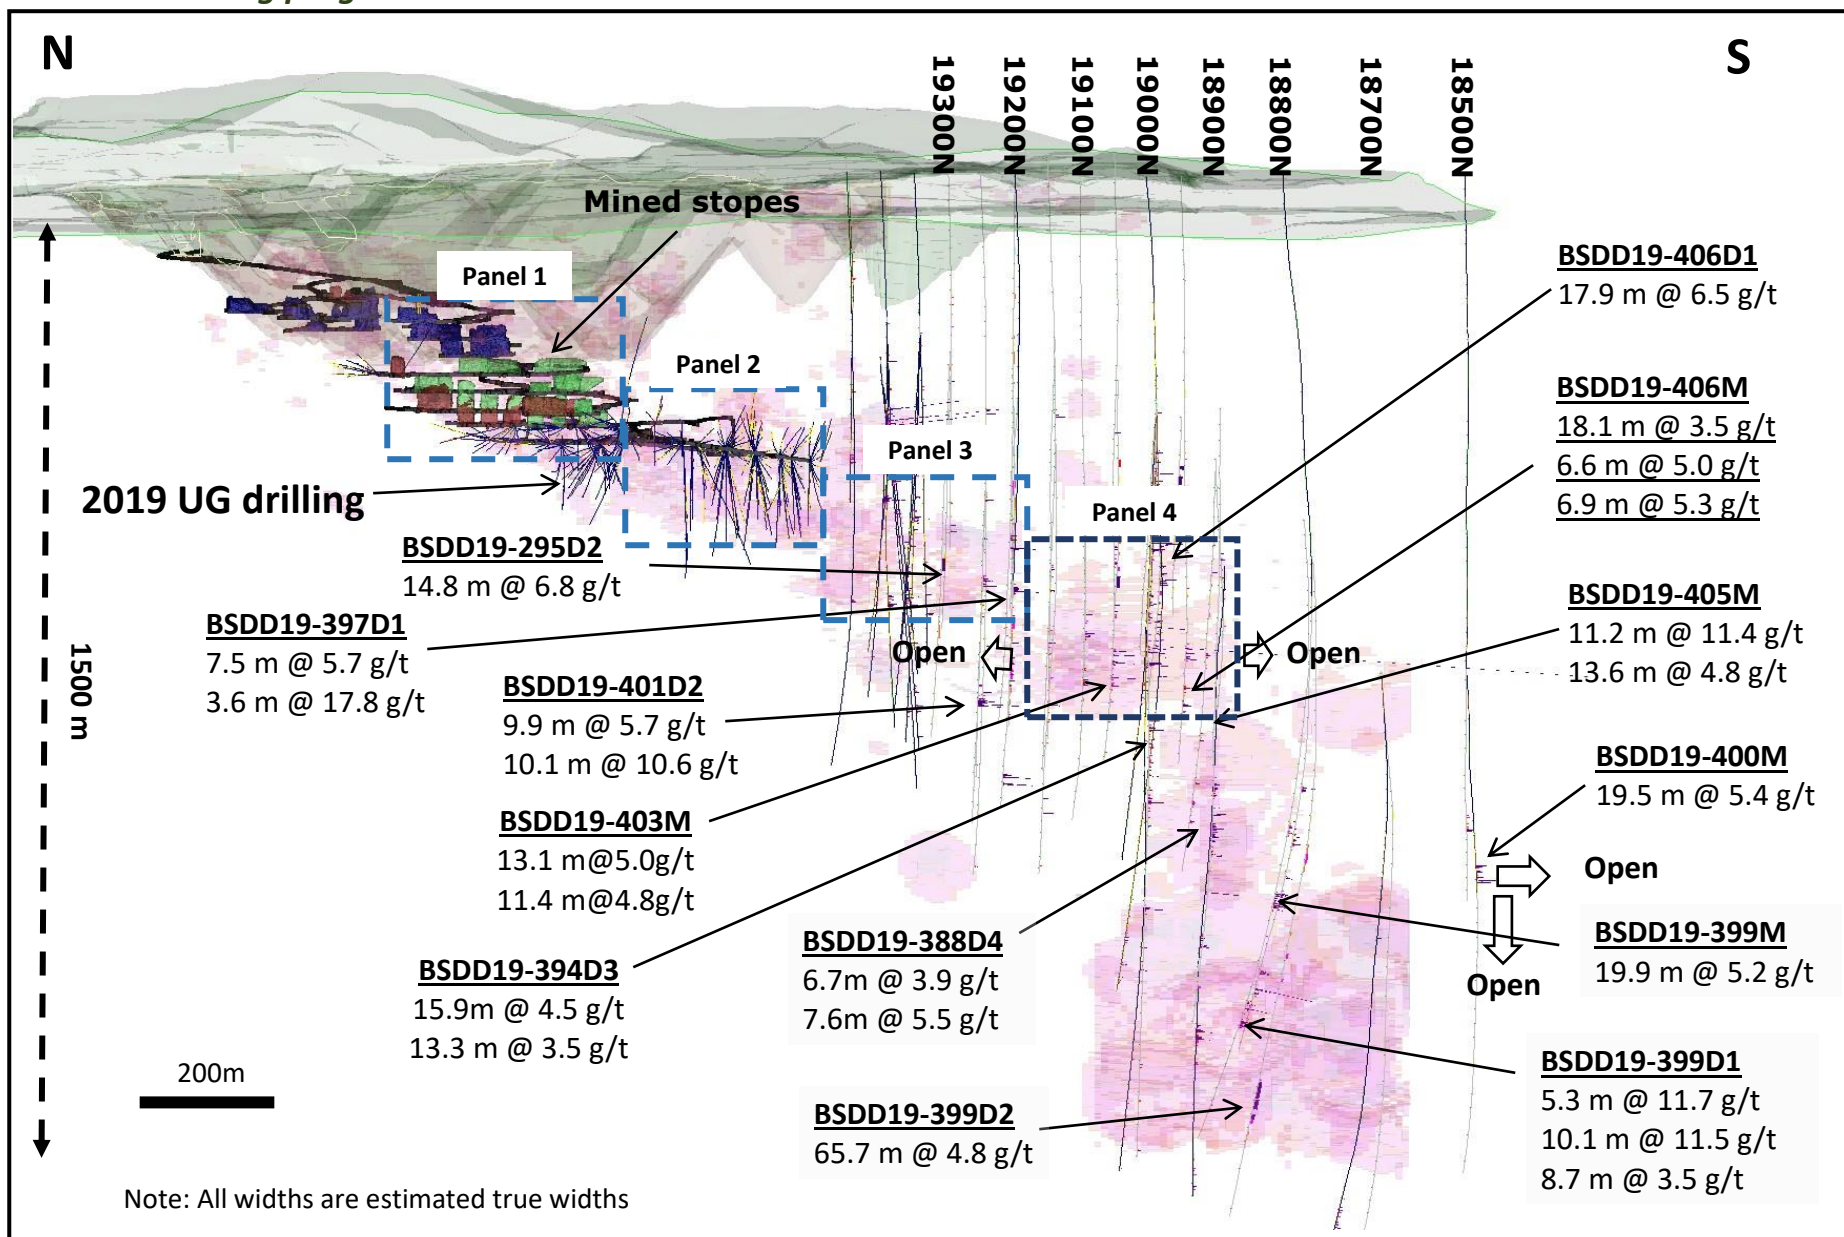 N
S
19300N
19200N
19100N
19000N
18900N
18800N
18700N
18500N
Mined stopes
Panel 1
Panel 2
Panel 3
Panel 4
2019 UG drilling
1500 m
BSDD19-406D1
17.9 m @ 6.5 g/t
BSDD19-406M
18.1 m @ 3.5 g/t
6.6 m @ 5.0 g/t
6.9 m @ 5.3 g/t
BSDD19-295D2
14.8 m @ 6.8 g/t
BSDD19-397D1
7.5 m @ 5.7 g/t
3.6 m @ 17.8 g/t
Open
Open
BSDD19-405M
11.2 m @ 11.4 g/t
13.6 m @ 4.8 g/t
BSDD19-401D2
9.9 m @ 5.7 g/t
10.1 m @ 10.6 g/t
BSDD19-400M
19.5 m @ 5.4 g/t
BSDD19-403M
13.1 m@5.0g/t
11.4 m@4.8g/t
Open
Open
BSDD19-399M
19.9 m @ 5.2 g/t
BSDD19-388D4
6.7m @ 3.9 g/t
7.6m @ 5.5 g/t
BSDD19-394D3
15.9m @ 4.5 g/t
13.3 m @ 3.5 g/t
200m
BSDD19-399D2
65.7 m @ 4.8 g/t
BSDD19-399D1
5.3 m @ 11.7 g/t
10.1 m @ 11.5 g/t
8.7 m @ 3.5 g/t
Note: All widths are estimated true widths